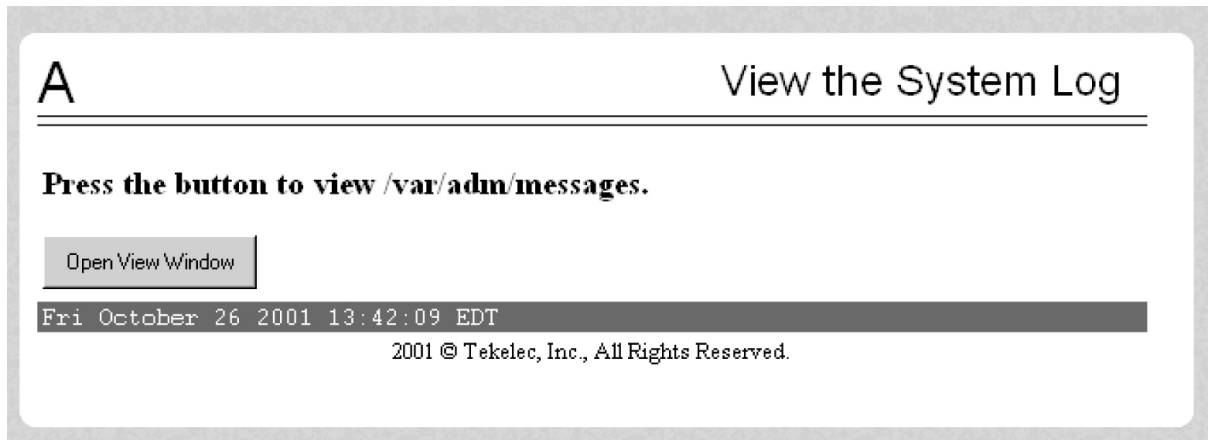 A
View the System Log
Press the button to view /var/adm/messages.
Open View Window
Fri October 26 2001 13:42:09 EDT
2001 © Tekelec, Inc., All Rights Reserved.